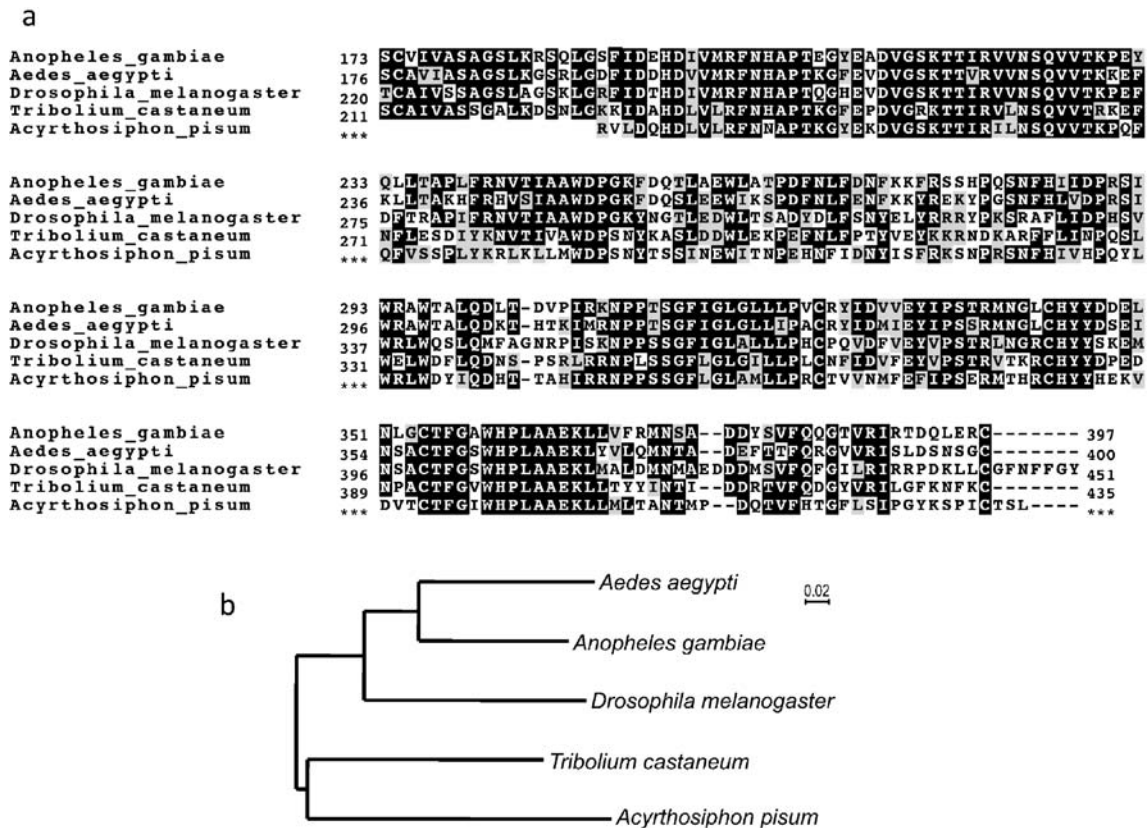 a
Anopheles_gambiae 173 SCVIVASAGSLKRSQLGSFIDEHDIVMRFNHAPTEGYEADVGSKTTIRVVNSQVVTKPEY
Aedes_aegypti 176 SCAVIASAGSLKGSRLGDFIDDHDVVMRFNHAPTKGFEVDVGSKTTVRVVNSQVVTKKEF
Drosophila_melanogaster 220 TCAIVSSAGSLAGSKLGRFIDTHDIVMRFNHAPTQGHEVDVGSKTTIRVVNSQVVTKPEF
Tribolium_castaneum 211 SCAIVASSGALKDSNLGKKIDAHDLVLRFNHAPTKGFEPDVGRKTTIRVLNSQVVTRKEF
Acyrthosiphon_pisum *** RVLDQHDLVLRFNNAPTKGYEKDVGSKTTIRILNSQVVTKPQF
Anopheles_gambiae 233 QLLTAPLFRNVTIAAWDPGKFDQTLAEWLATPDFNLFDNFKKFRSSHPQSNFHIIDPRSI
Aedes_aegypti 236 KLLTAKHFRHVSIAAWDPGKFDQSLEEWIKSPDFNLFENFKKYREKYPGSNFHLVDPRSI
Drosophila_melanogaster 275 DFTRAPIFRNVTIAAWDPGKYNGTLEDWLTSADYDLFSNYELYRRRYPKSRAFLIDPHSV
Tribolium_castaneum 271 NFLESDIYKNVTIVAWDPSNYKASLDDWLEKPEFNLFPTYVEYKKRNDKARFFLINPQSL
Acyrthosiphon_pisum *** QFVSSPLYKRLKLLMWDPSNYTSSINEWITNPEHNFIDNYISFRKSNPRSNFHIVHPQYL
Anopheles_gambiae 293 WRAWTALQDLT-DVPIRKNPPTSGFIGLGLLLPVCRYIDVVEYIPSTRMNGLCHYYDDEL
Aedes_aegypti 296 WRAWTALQDKT-HTKIMRNPPTSGFIGLGLLIPACRYIDMIEYIPSSRMNGLCHYYDSEI
Drosophila_melanogaster 337 WRLWQSLQMFAGNRPISKNPPSSGFIGLALLLPHCPQVDFVEYVPSTRLNGRCHYYSKEM
Tribolium_castaneum 331 WELWDFLQDNS-PSRLRRNPLSSGFLGLGILLPLCNFIDVFEYVPSTRVTKRCHYYDPED
Acyrthosiphon_pisum *** WRLWDYIQDHT-TAHIRRNPPSSGFLGLAMLLPRCTVVNMFEFIPSERMTHRCHYYHEKV
Anopheles_gambiae 351 NLGCTFGAWHPLAAEKLLVFRMNSA--DDYSVFQQGTVRIRTDQLERC------- 397
Aedes_aegypti 354 NSACTFGSWHPLAAEKLYVLQMNTA--DEFTTFQRGVVRISLDSNSGC------- 400
Drosophila_melanogaster 396 NSACTFGSWHPLAAEKLMALDMNMAEDDDMSVFQFGILRIRRPDKLLCGFNFFGY 451
Tribolium_castaneum 389 NPACTFGVWHPLAAEKLLTYYINTI--DDRTVFQDGYVRILGFKNFKC------- 435
Acyrthosiphon_pisum *** DVTCTFGIWHPLAAEKLLMLTANTMP--DQTVFHTGFLSIPGYKSPICTSL----- ***
b
Aedes aegypti
0.02
Anopheles gambiae
Drosophila melanogaster
Tribolium castaneum
Acyrthosiphon pisum